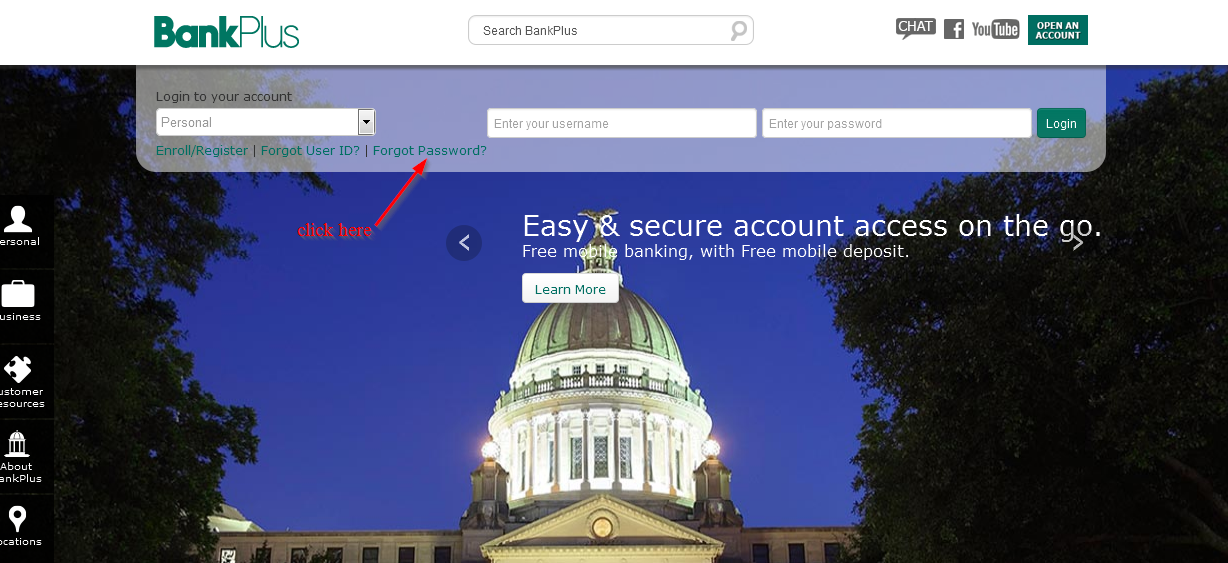 BankPlus
Search BankPlus
CHAT
YouTube
OPEN AN
ACCOUNT
Login to your account
Personal
Enter your username
Enter your password
Login
Enroll/Register | Forgot User ID? | Forgot Password?
click here
Easy & secure account access on the go.
Free mobile banking, with Free mobile deposit.
Learn More
ersonal
usiness
ustomer
esources
About
ankPlus
ocations